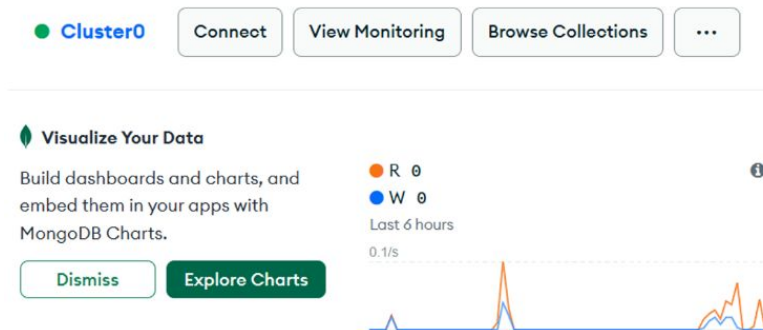 Cluster0
Connect
View Monitoring
Browse Collections
...
Visualize Your Data
Build dashboards and charts, and
embed them in your apps with
MongoDB Charts.
Dismiss
Explore Charts
R 0
W 0
Last 6 hours
0.1/s